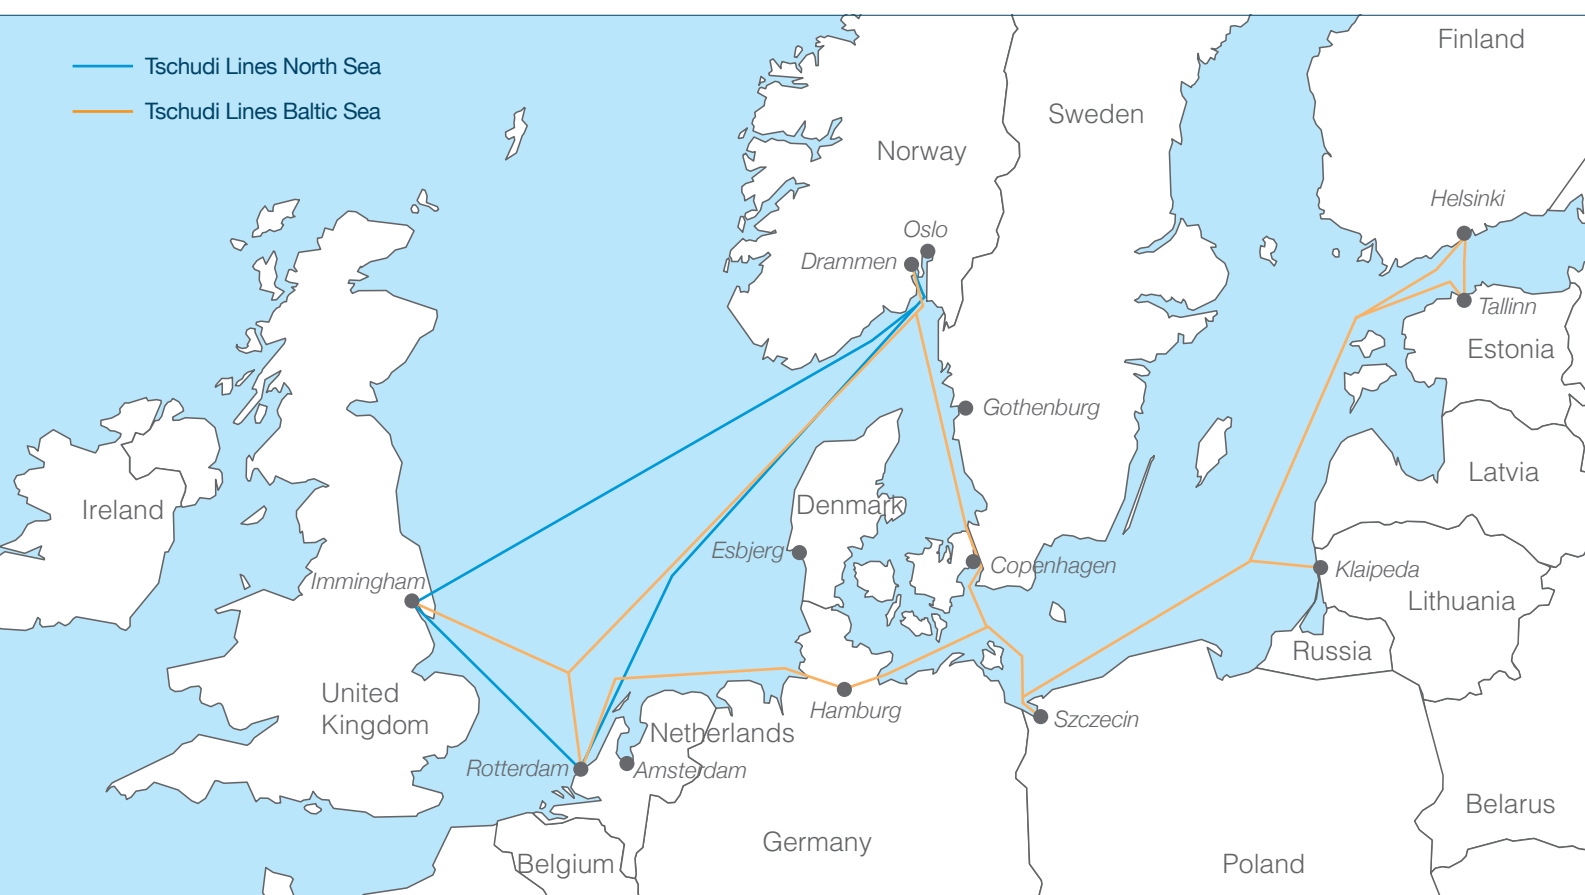 Tschudi Lines North Sea
Tschudi Lines Baltic Sea
Finland
Sweden
Norway
Helsinki
Oslo
Drammen
Tallinn
Estonia
Gothenburg
Latvia
Ireland
Denmark
Esbjerg
Copenhagen
Klaipeda
Immingham
Lithuania
Russia
United
Kingdom
Hamburg
Szczecin
Netherlands
Rotterdam
Amsterdam
Belarus
Germany
Belgium
Poland